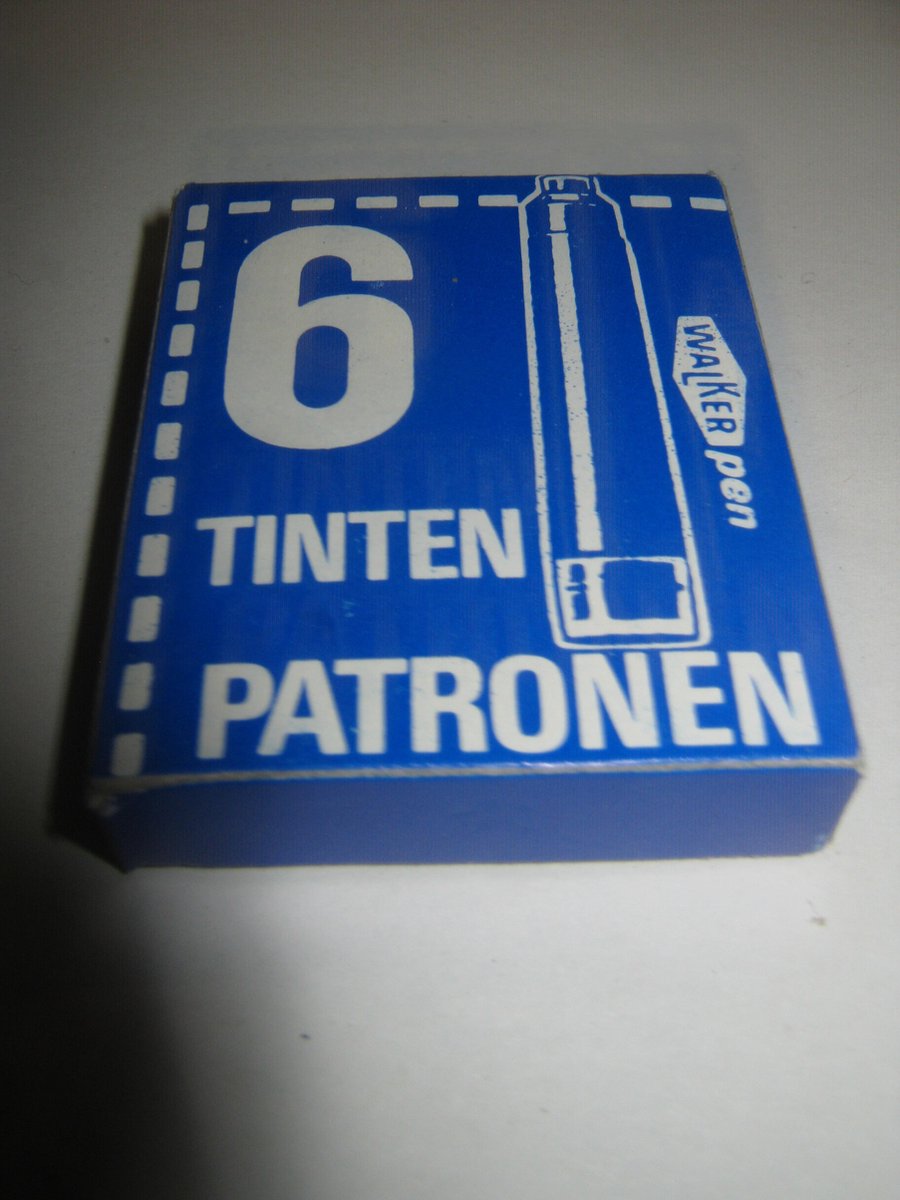 6
TINTEN
PATRONEN
WALKER pen